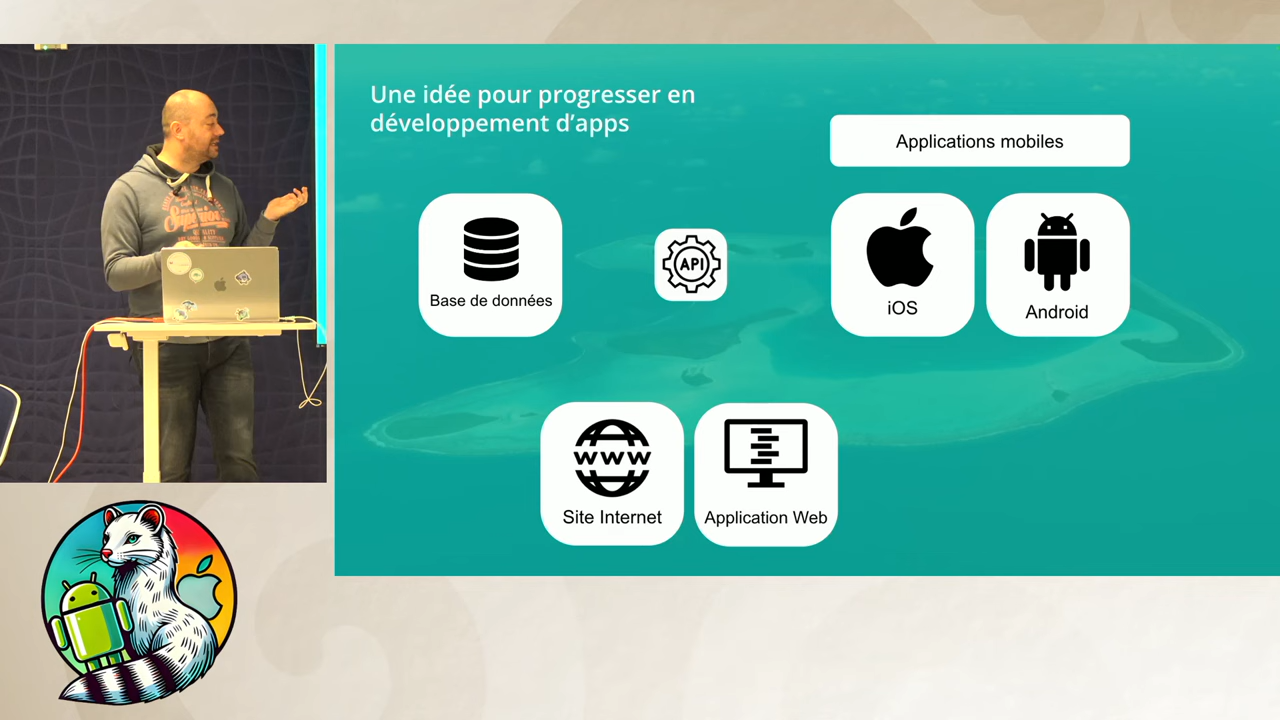 Une idée pour progresser en
développement d’apps
Applications mobiles
Base de données
API
iOS
Android
www
Site Internet
Application Web
Superior